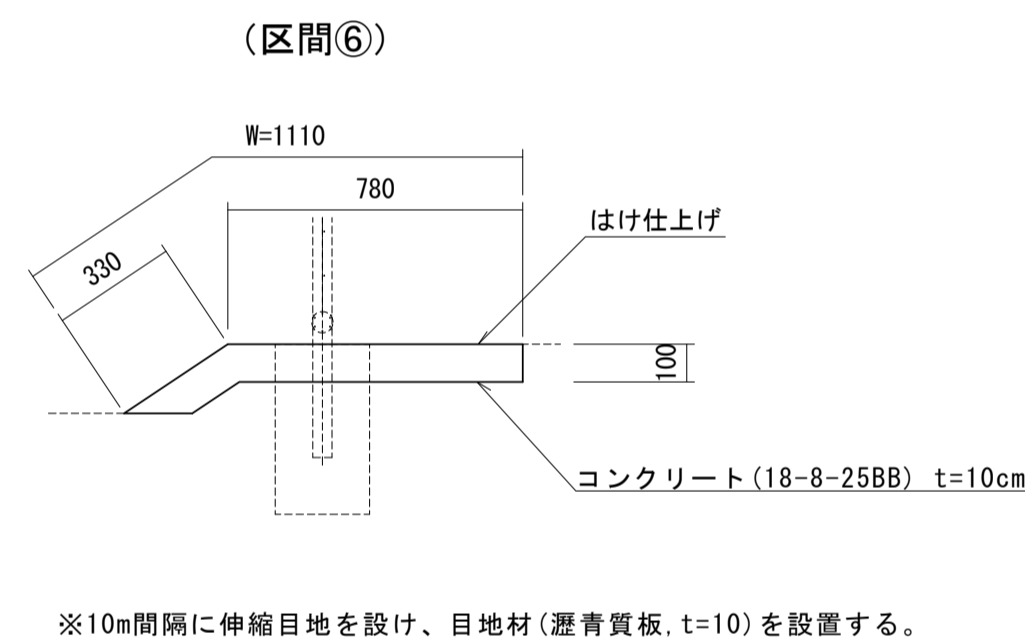 (区間⑥)
W=1110
780
はけ仕上げ
330
100
コンクリート(18-8-25BB) t=10cm
※10m間隔に伸縮目地を設け、目地材(瀝青質板,t=10)を設置する。